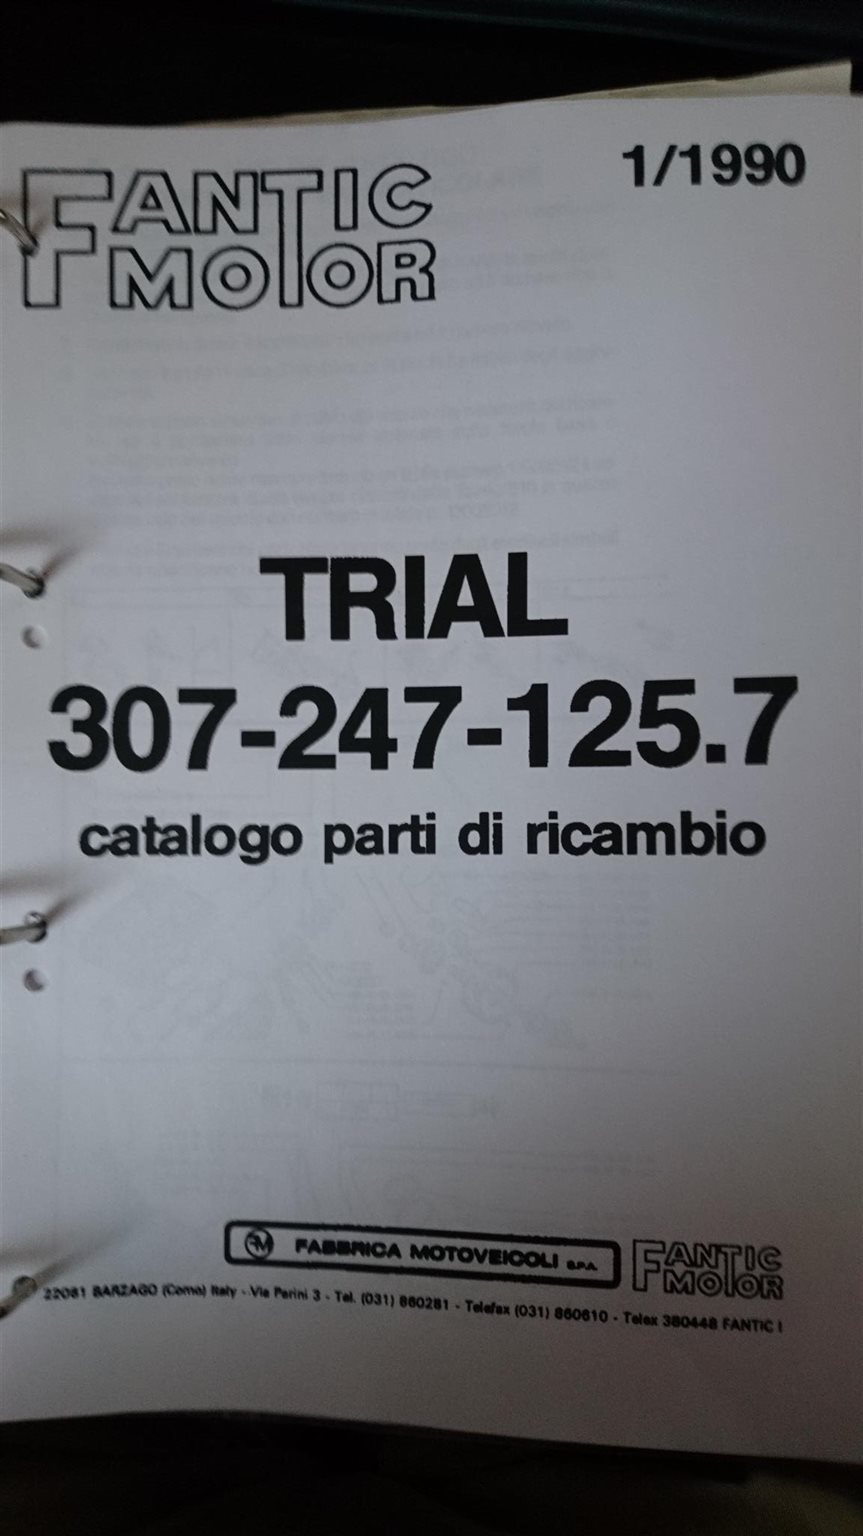 FANTIC MOTOR
1/1990
TRIAL
307-247-125.7
catalogo parti di ricambio
FM FABBRICA MOTOVEICOLI S.P.A.
FANTIC MOTOR
22061 BARZAGO (Como) Italy - Via Parini 3 - Tel. (031) 860281 - Telefax (031) 860610 - Telex 380448 FANTIC I